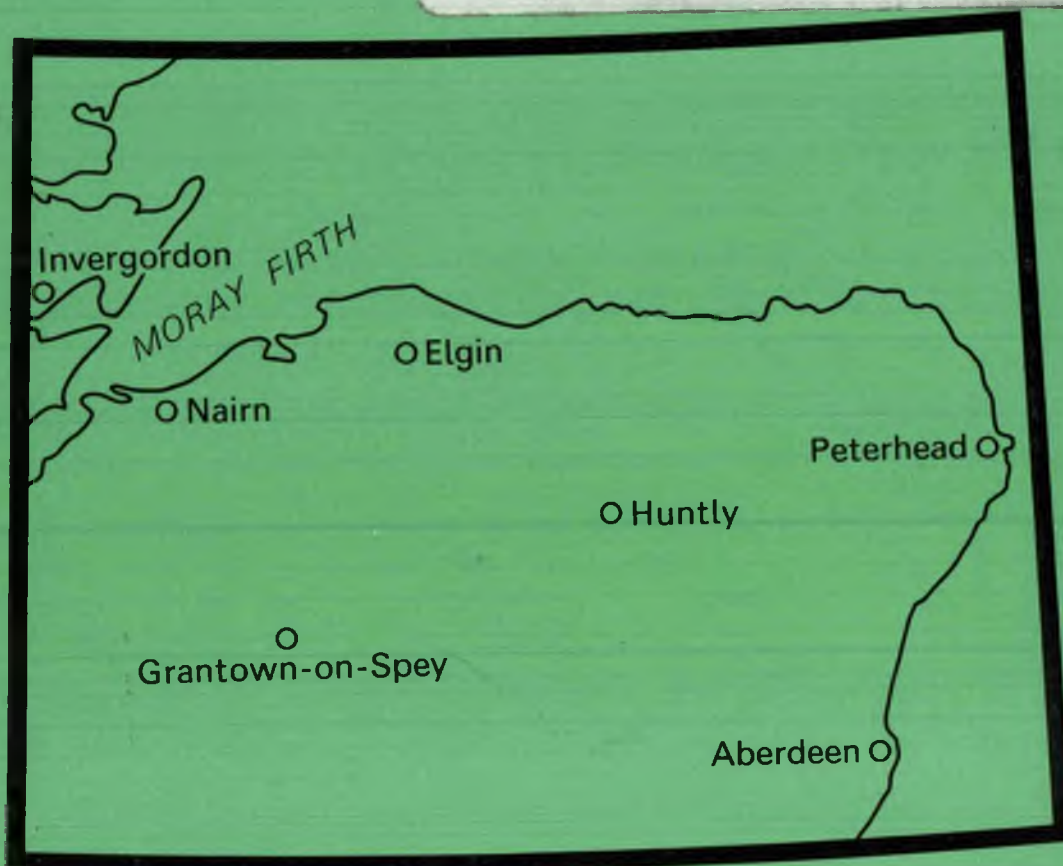 Invergordon
MORAY FIRTH
Elgin
Nairn
Peterhead
Huntly
Grantown-on-Spey
Aberdeen